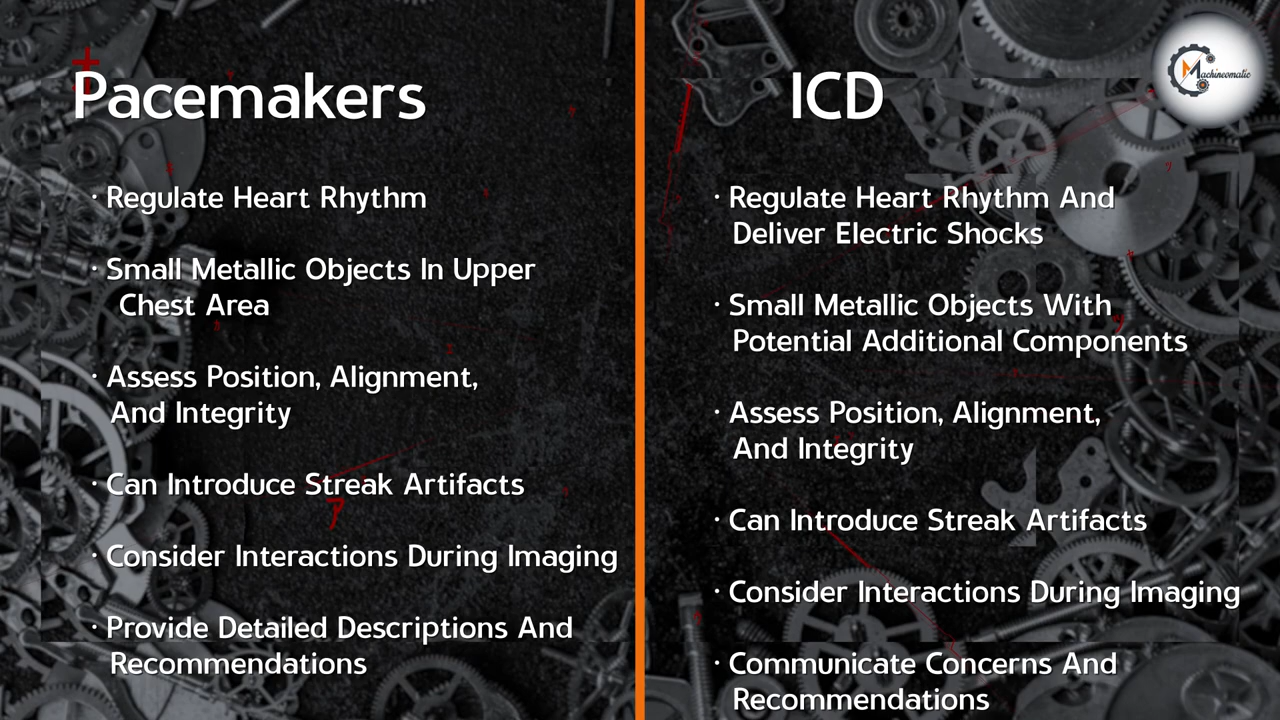 Pacemakers
· Regulate Heart Rhythm
· Small Metallic Objects In Upper
Chest Area
· Assess Position, Alignment,
And Integrity
· Can Introduce Streak Artifacts
· Consider Interactions During Imaging
· Provide Detailed Descriptions And
Recommendations
ICD
· Regulate Heart Rhythm And
Deliver Electric Shocks
· Small Metallic Objects With
Potential Additional Components
· Assess Position, Alignment,
And Integrity
· Can Introduce Streak Artifacts
· Consider Interactions During Imaging
· Communicate Concerns And
Recommendations
Machineomatic